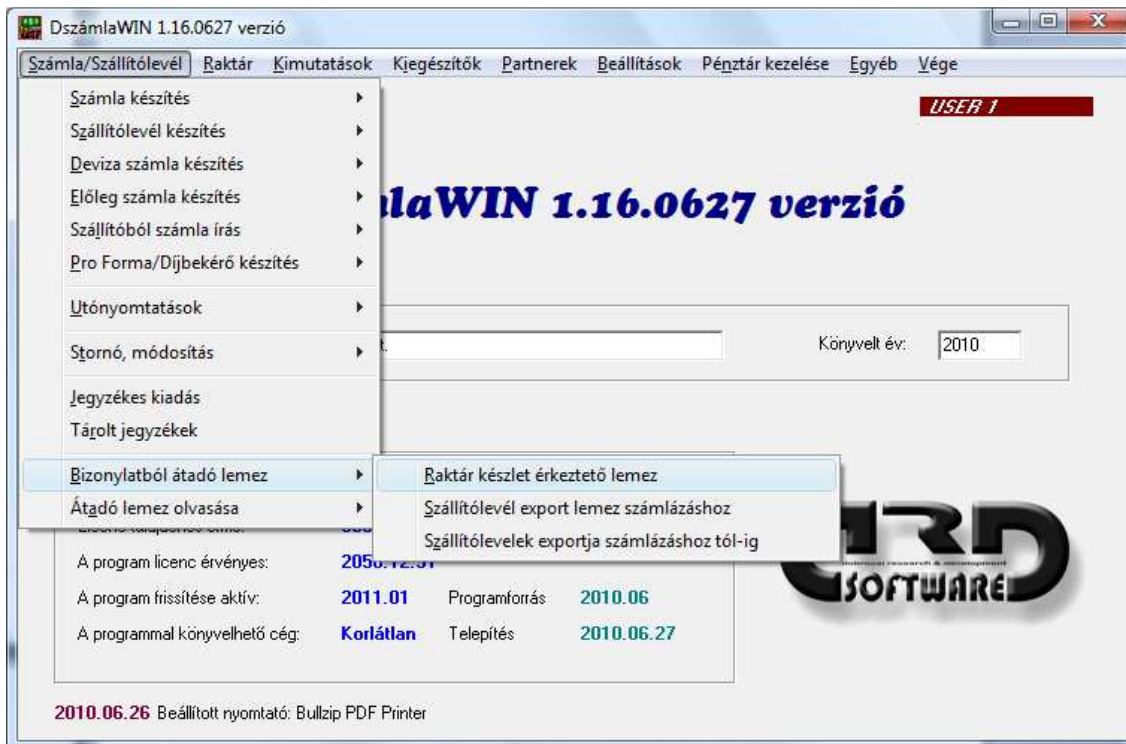 DszámlaWIN 1.16.0627 verzió
Számla/Szállítólevél Raktár Kimutatások Kiegészítők Partnerek Beállítások Pénztár kezelése Egyéb Vége
USER 1
Számla készítés
Szállítólevél készítés
Deviza számla készítés
Előleg számla készítés
Szállítóból számla írás
Pro Forma/Díjbekérő készítés
Utónyomtatások
Stornó, módosítás
Jegyzékes kiadás
Tárolt jegyzékek
Bizonylatból átadó lemez
Átadó lemez olvasása
Raktár készlet érkeztető lemez
Szállítólevél export lemez számlázáshoz
Szállítólevelek exportja számlázáshoz tól-ig
laWIN 1.16.0627 verzió
t.
Könyvelt év: 2010
A program licenc érvényes:
A program frissítése aktív: 2011.01 Programforrás 2010.06
A programmal könyvelhető cég: Korlátlan Telepítés 2010.06.27
SOFTWARE
2010.06.26 Beállított nyomtató: Bullzip PDF Printer